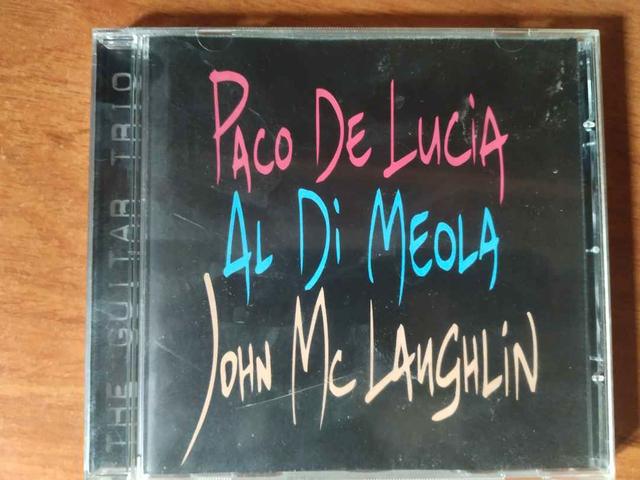 THE GUITAR TRIO
PACO DE LUCiA
AL Di MEOLA
JOHN Mc LAUGHLiN